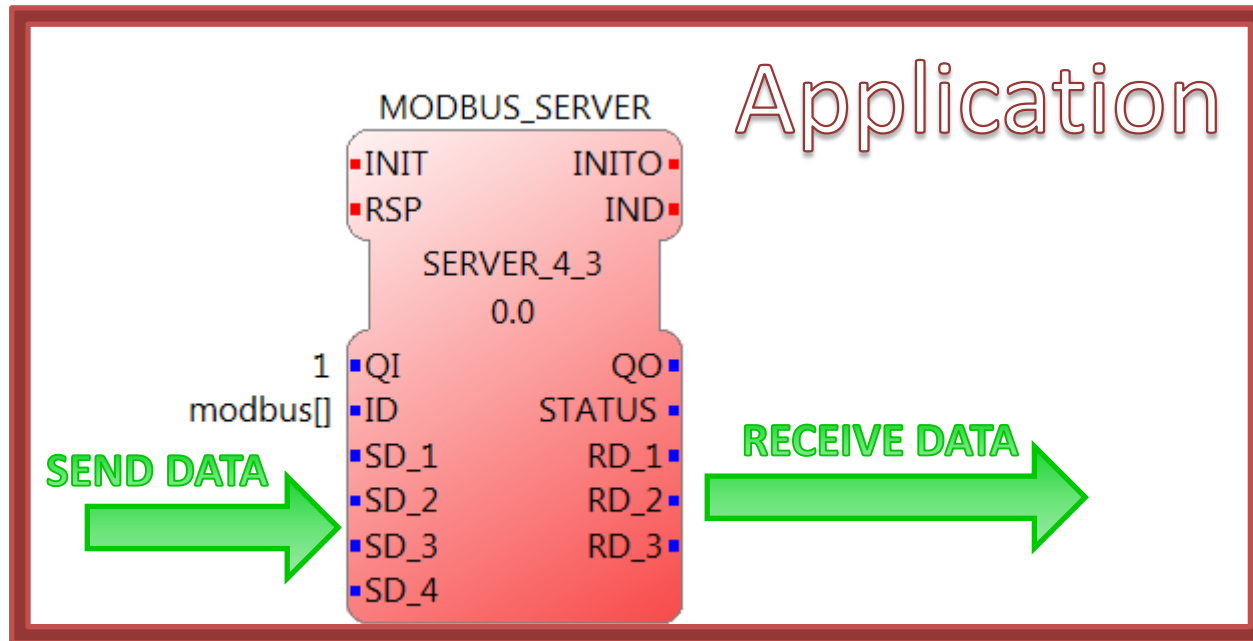 Application
MODBUS_SERVER
INIT INITO
RSP IND
SERVER_4_3
0.0
1 QI QO
modbus[] ID STATUS
SD_1 RD_1
SD_2 RD_2
SD_3 RD_3
SD_4
SEND DATA
RECEIVE DATA